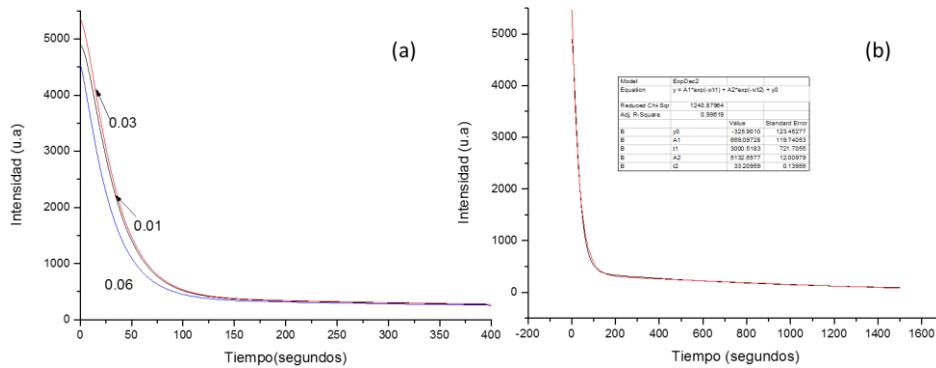 (a)
Intensidad (u.a)
5000
4000
3000
2000
1000
0
0.03
0.01
0.06
0 50 100 150 200 250 300 350 400
Tiempo(segundos)
(b)
Intensidad (u.a)
5000
4000
3000
2000
1000
0
Model ExpDec2
Equation y = A1*exp(-x/t1) + A2*exp(-x/t2) + y0
Reduced Chi-Sqr 1240.87964
Adj. R-Square 0.99619
Value Standard Error
B y0 -325.9010 123.45277
B A1 669.09728 119.74053
B t1 3000.5193 721.7055
B A2 5132.6577 12.00979
B t2 33.20959 0.13956
-200 0 200 400 600 800 1000 1200 1400 1600
Tiempo (segundos)